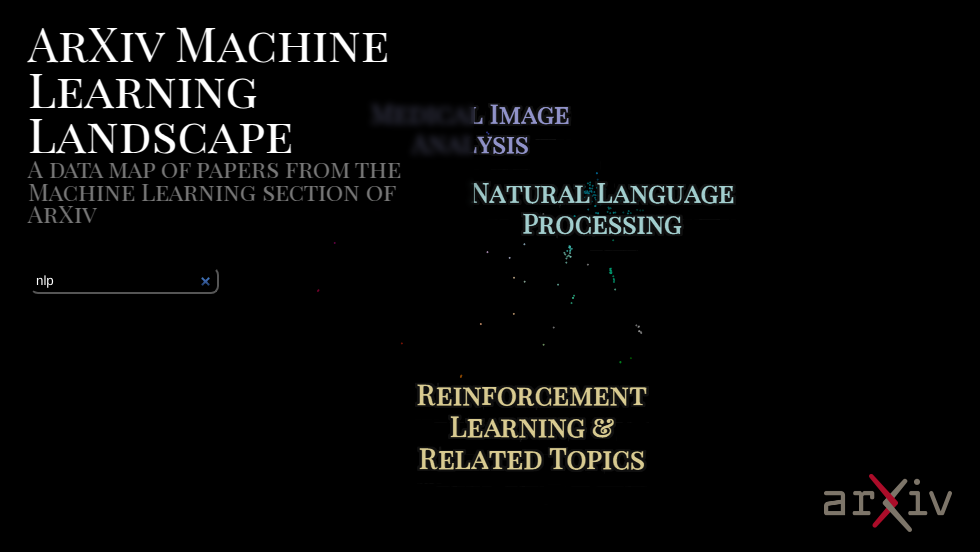 ArXiv Machine
Learning
Landscape
A data map of papers from the
Machine Learning section of
ArXiv
nlp
Medical Image
Analysis
Natural Language
Processing
Reinforcement
Learning &
Related Topics
arXiv